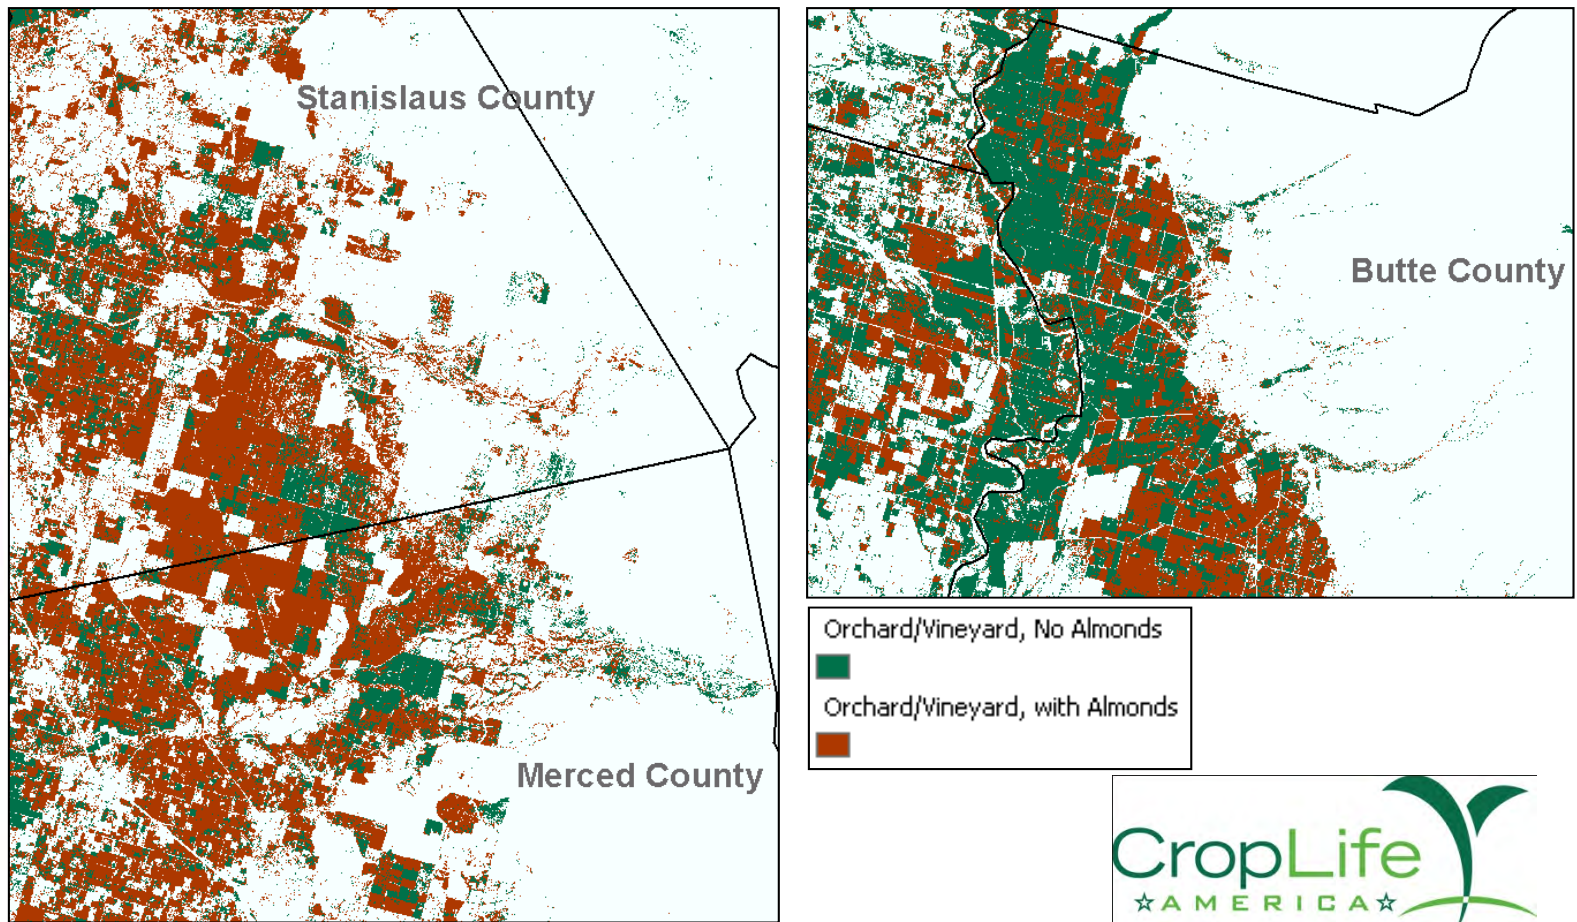 Stanislaus County
Merced County
Butte County
Orchard/Vineyard, No Almonds
Orchard/Vineyard, with Almonds
CropLife
AMERICA